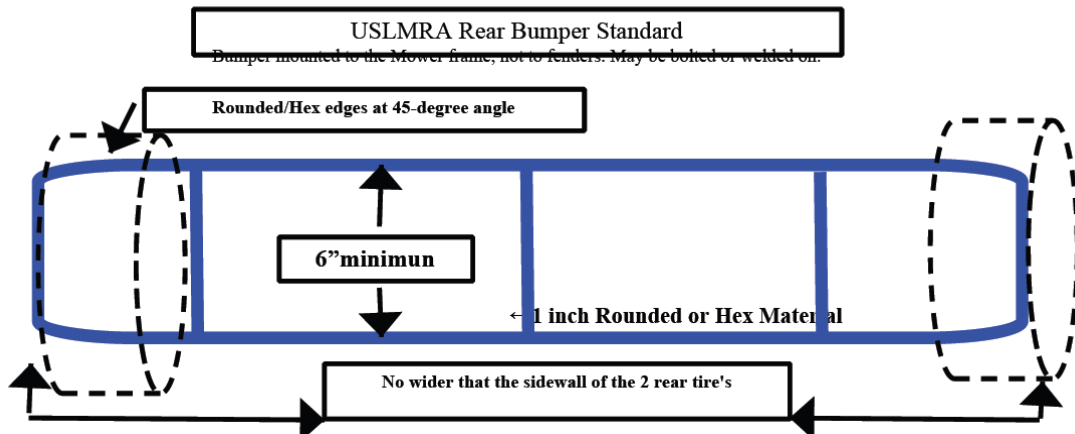 USLMRA Rear Bumper Standard
Bumper mounted to the Mower frame, not to fenders. May be bolted or welded on.
Rounded/Hex edges at 45-degree angle
6”minimun
←1 inch Rounded or Hex Material
No wider that the sidewall of the 2 rear tire's